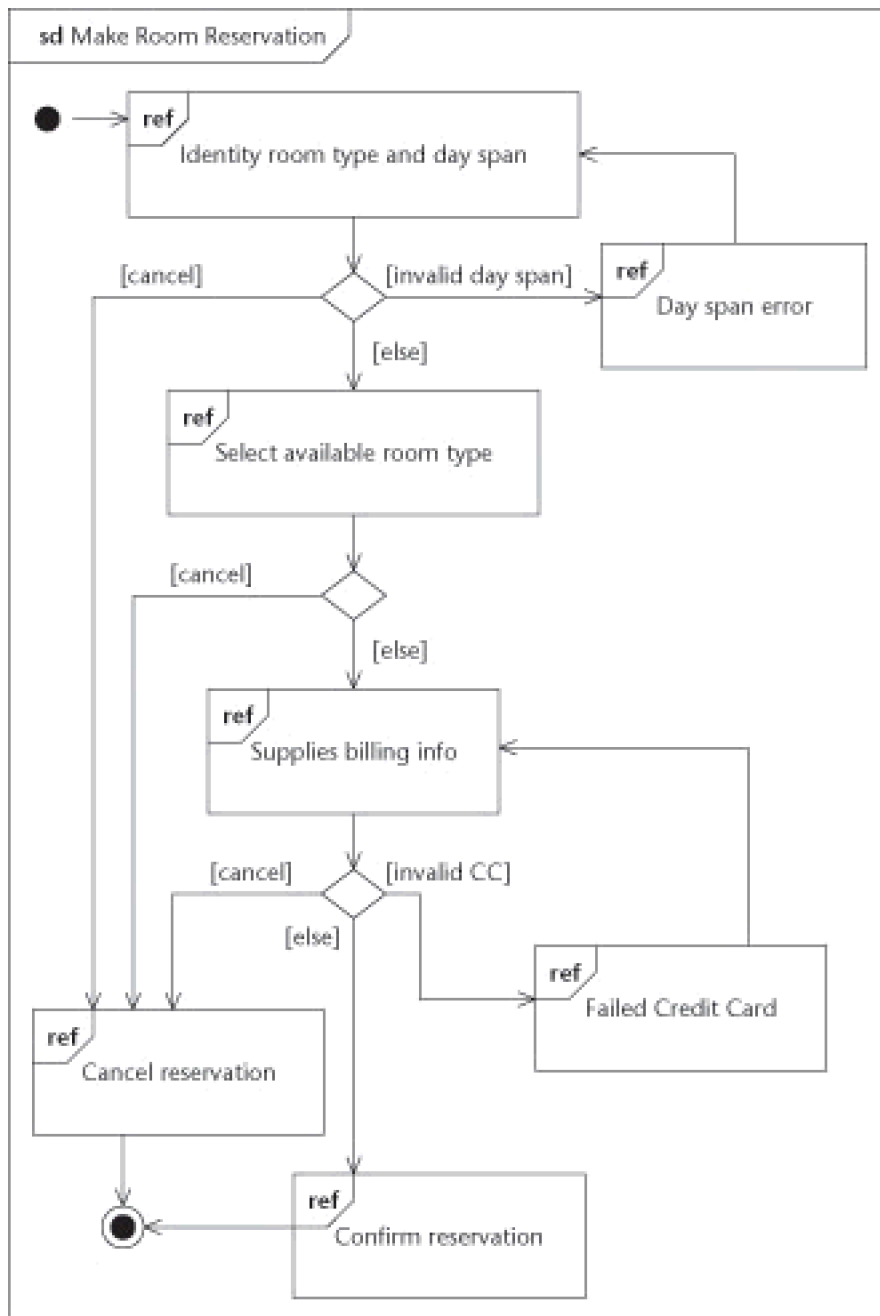 sd Make Room Reservation
ref
Identity room type and day span
[cancel]
[invalid day span]
ref
Day span error
[else]
ref
Select available room type
[cancel]
[else]
ref
Supplies billing info
[cancel]
[invalid CC]
[else]
ref
Failed Credit Card
ref
Cancel reservation
ref
Confirm reservation